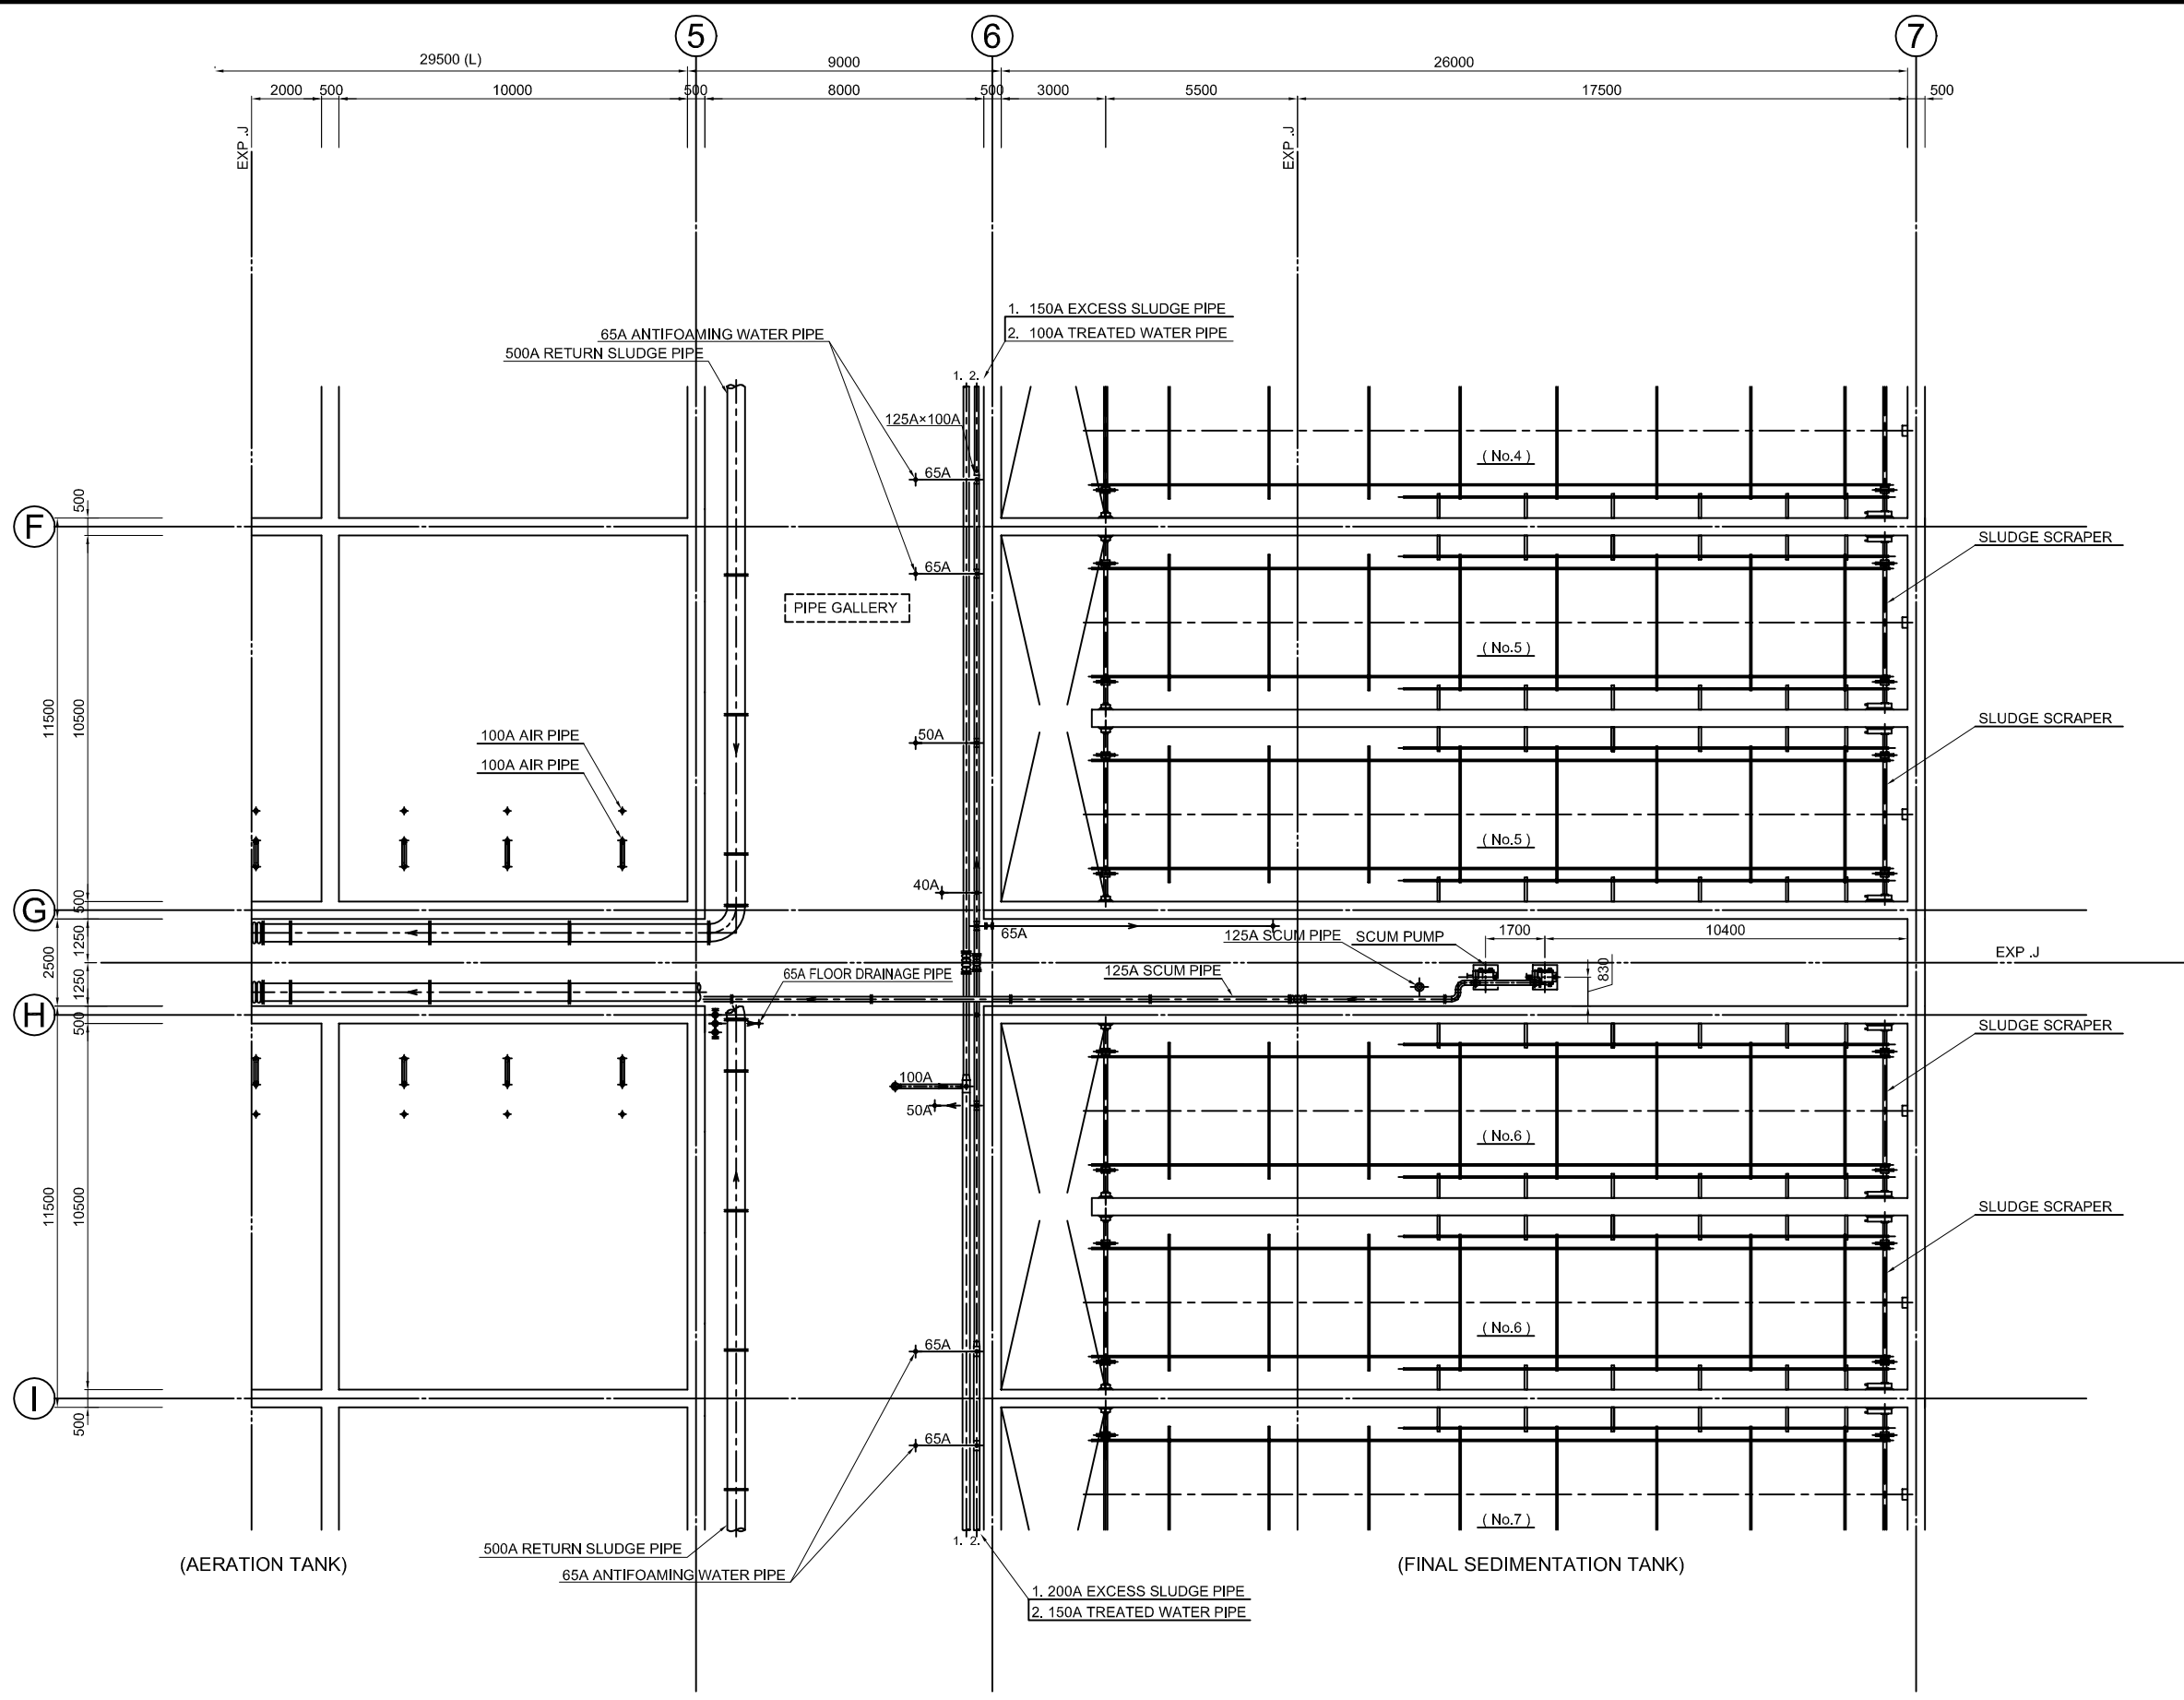 5
6
7
29500 (L)
9000
26000
2000
500
10000
500
8000
500
3000
5500
17500
500
EXP .J
EXP .J
1. 150A EXCESS SLUDGE PIPE
2. 100A TREATED WATER PIPE
65A ANTIFOAMING WATER PIPE
500A RETURN SLUDGE PIPE
1. 2.
125A×100A
65A
(No.4)
500
F
SLUDGE SCRAPER
65A
PIPE GALLERY
(No.5)
11500
10500
SLUDGE SCRAPER
50A
100A AIR PIPE
100A AIR PIPE
(No.5)
40A
500
G
65A
125A SCUM PIPE
SCUM PUMP
1700
10400
1250
2500
EXP .J
65A FLOOR DRAINAGE PIPE
125A SCUM PIPE
830
1250
H
500
SLUDGE SCRAPER
100A
50A
(No.6)
11500
10500
SLUDGE SCRAPER
(No.6)
65A
I
500
65A
(No.7)
500A RETURN SLUDGE PIPE
1. 2.
(AERATION TANK)
(FINAL SEDIMENTATION TANK)
65A ANTIFOAMING WATER PIPE
1. 200A EXCESS SLUDGE PIPE
2. 150A TREATED WATER PIPE